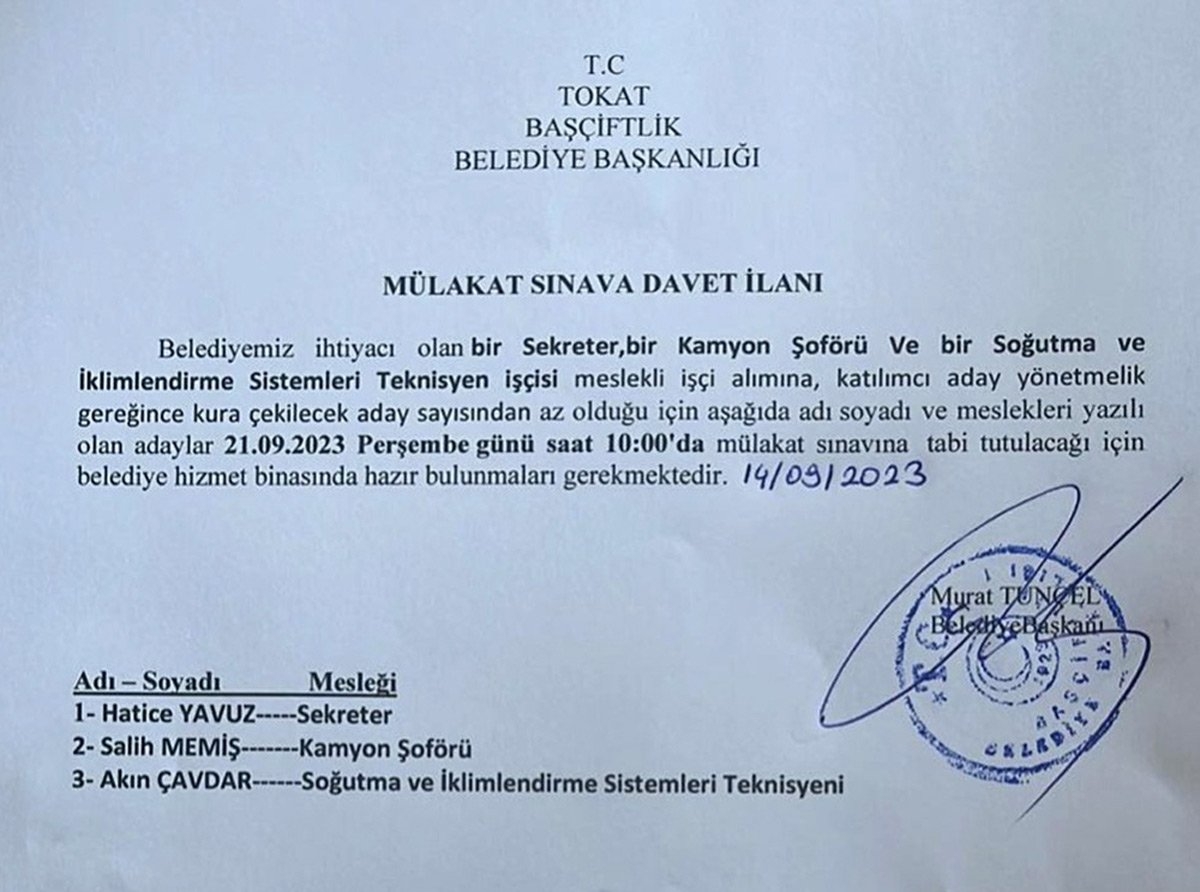 T.C
TOKAT
BAŞÇİFTLİK
BELEDİYE BAŞKANLIĞI
MÜLAKAT SINAVA DAVET İLANI
Belediyemiz ihtiyacı olan bir Sekreter,bir Kamyon Şoförü Ve bir Soğutma ve
İklimlendirme Sistemleri Teknisyen işçisi meslekli işçi alımına, katılımcı aday yönetmelik
gereğince kura çekilecek aday sayısından az olduğu için aşağıda adı soyadı ve meslekleri yazılı
olan adaylar 21.09.2023 Perşembe günü saat 10:00'da mülakat sınavına tabi tutulacağı için
belediye hizmet binasında hazır bulunmaları gerekmektedir. 14/09/2023
Murat TUNÇEL
BelediyeBaşkanı
Adı – Soyadı Mesleği
1- Hatice YAVUZ-----Sekreter
2- Salih MEMİŞ-------Kamyon Şoförü
3- Akın ÇAVDAR------Soğutma ve İklimlendirme Sistemleri Teknisyeni
BAŞÇİFTLİK
BELEDİYE